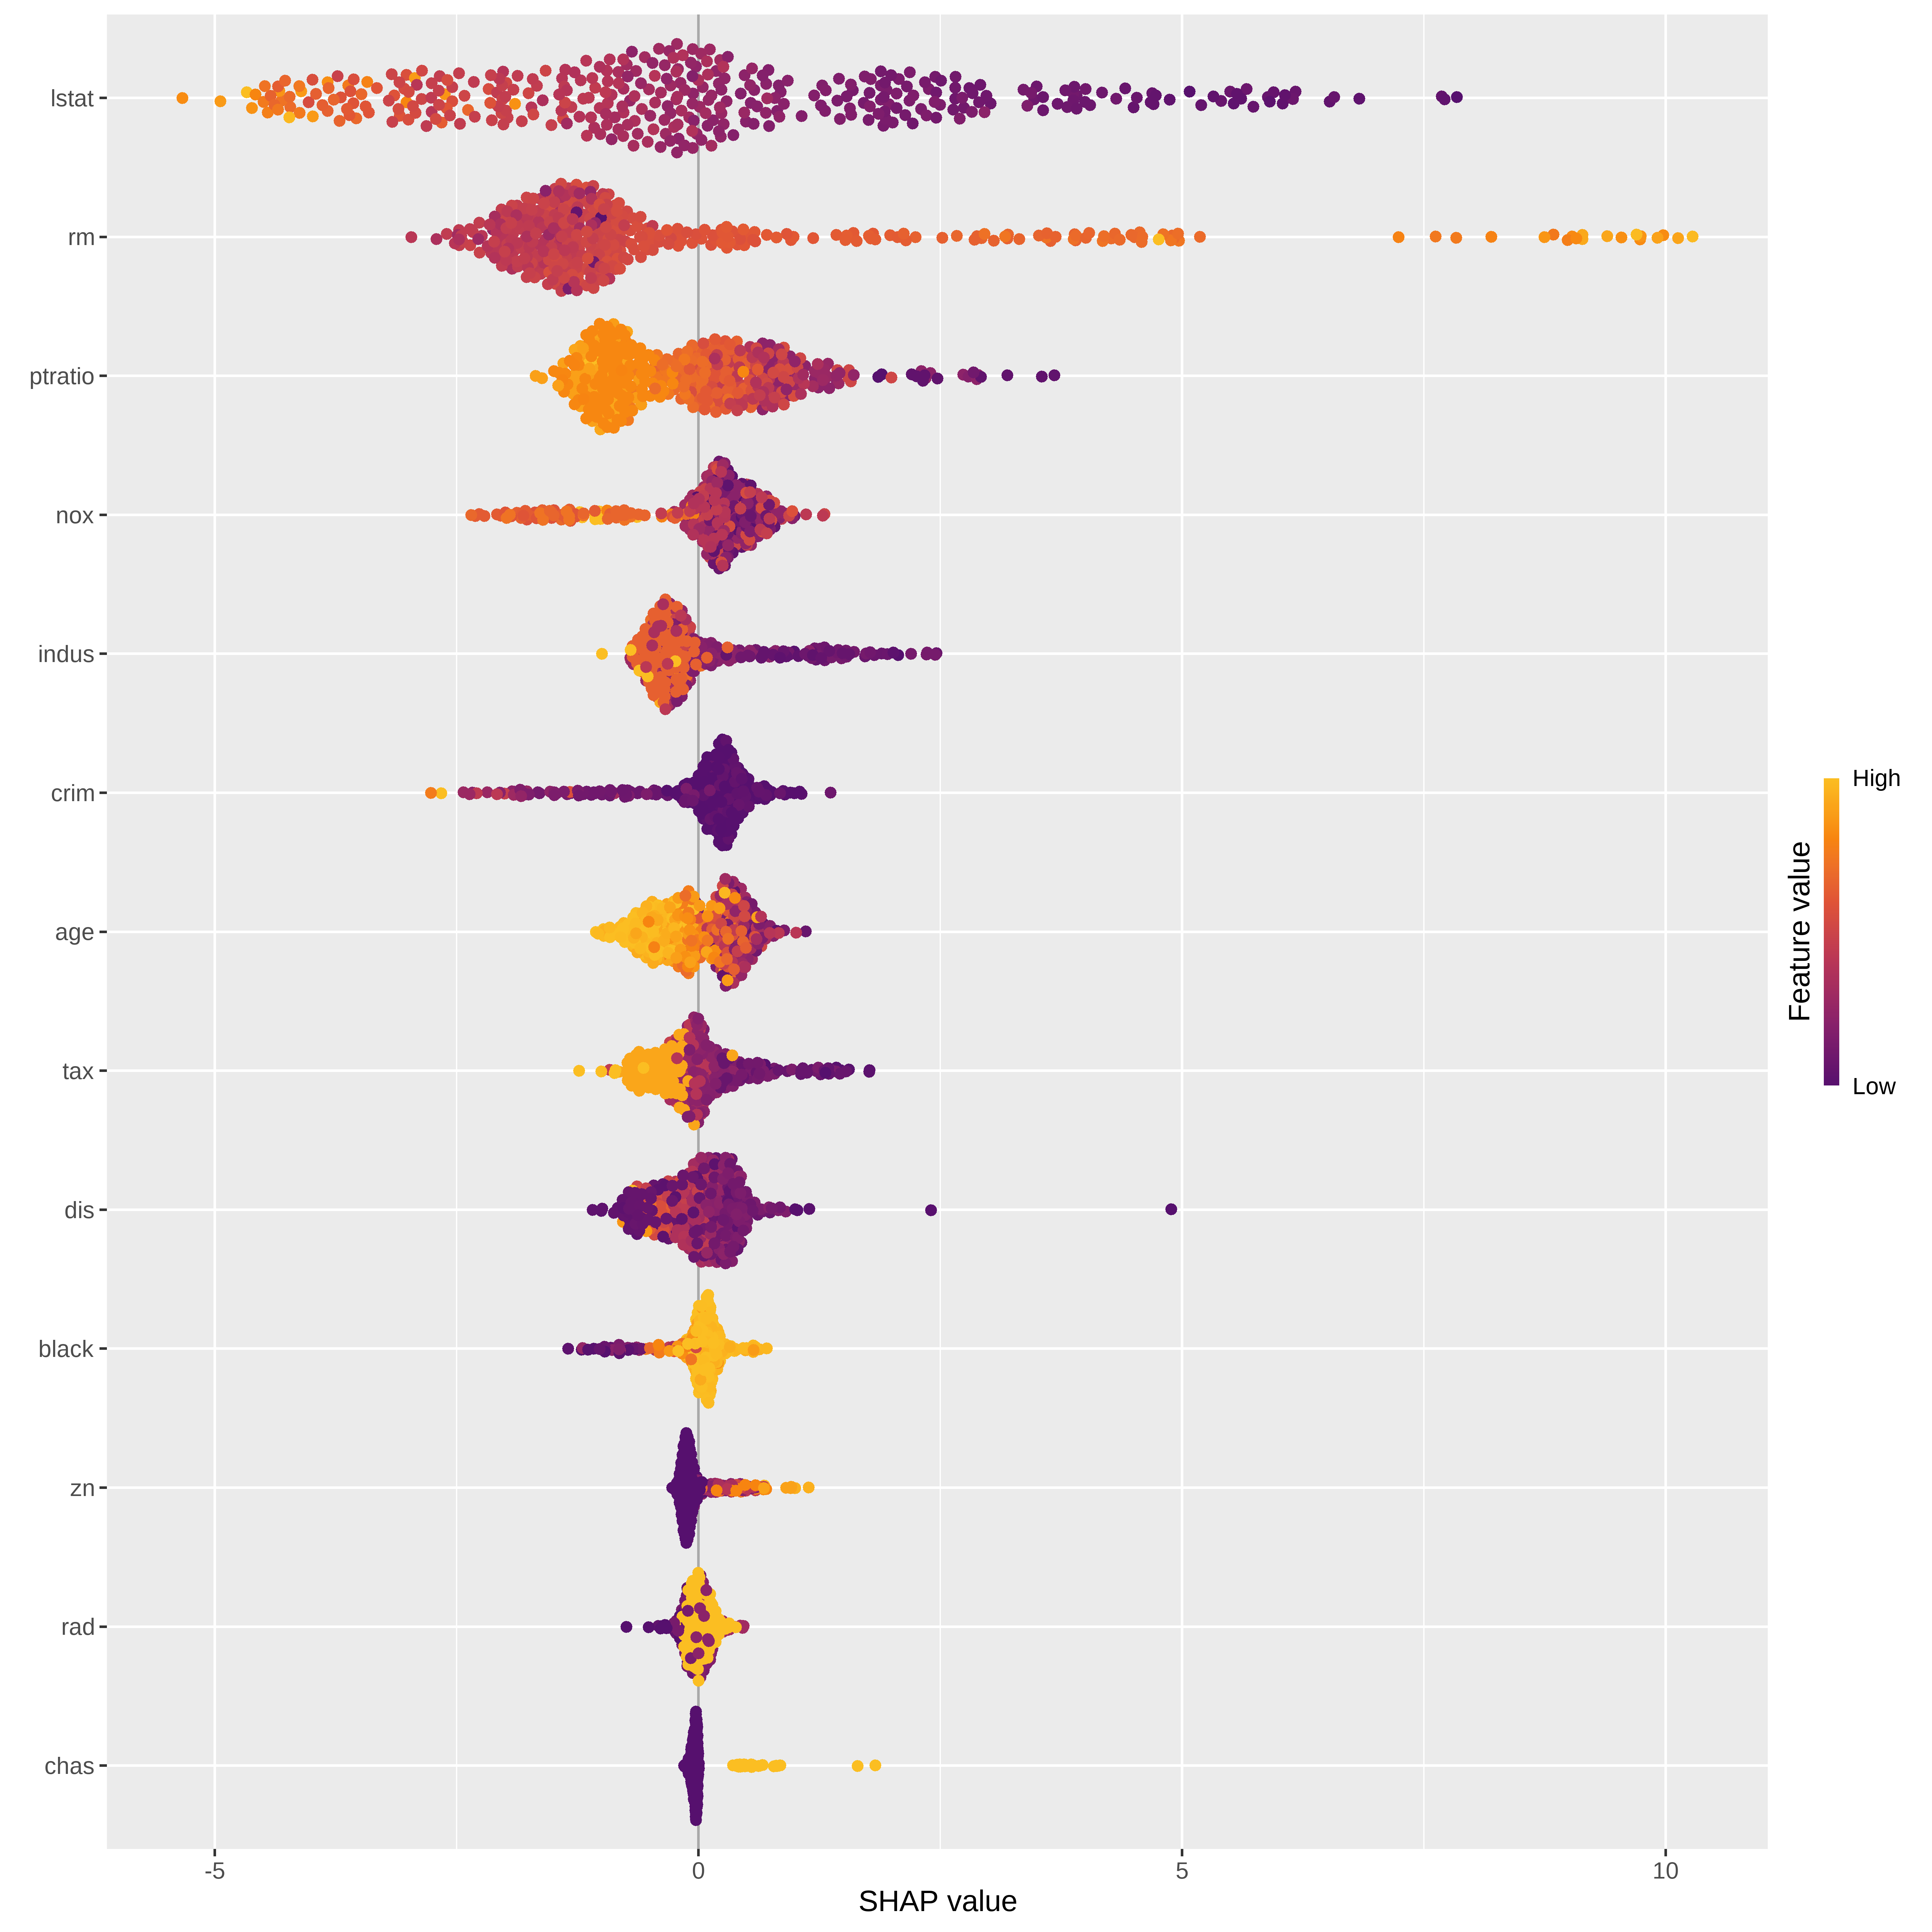 lstat
rm
ptratio
nox
indus
crim
age
tax
dis
black
zn
rad
chas
-5 0 5 10
SHAP value
High
Feature value
Low